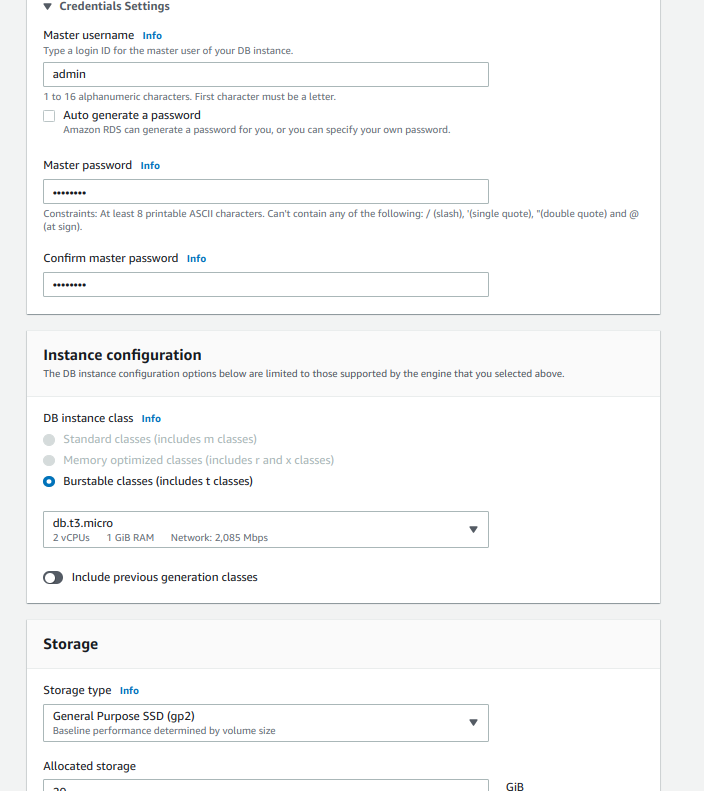 Credentials Settings
Master username Info
Type a login ID for the master user of your DB instance.
admin
1 to 16 alphanumeric characters. First character must be a letter.
Auto generate a password
Amazon RDS can generate a password for you, or you can specify your own password.
Master password Info
••••••••
Constraints: At least 8 printable ASCII characters. Can't contain any of the following: / (slash), '(single quote), "(double quote) and @
(at sign).
Confirm master password Info
••••••••
Instance configuration
The DB instance configuration options below are limited to those supported by the engine that you selected above.
DB instance class Info
Standard classes (includes m classes)
Memory optimized classes (includes r and x classes)
Burstable classes (includes t classes)
db.t3.micro
2 vCPUs 1 GiB RAM Network: 2,085 Mbps
Include previous generation classes
Storage
Storage type Info
General Purpose SSD (gp2)
Baseline performance determined by volume size
Allocated storage
20 GiB